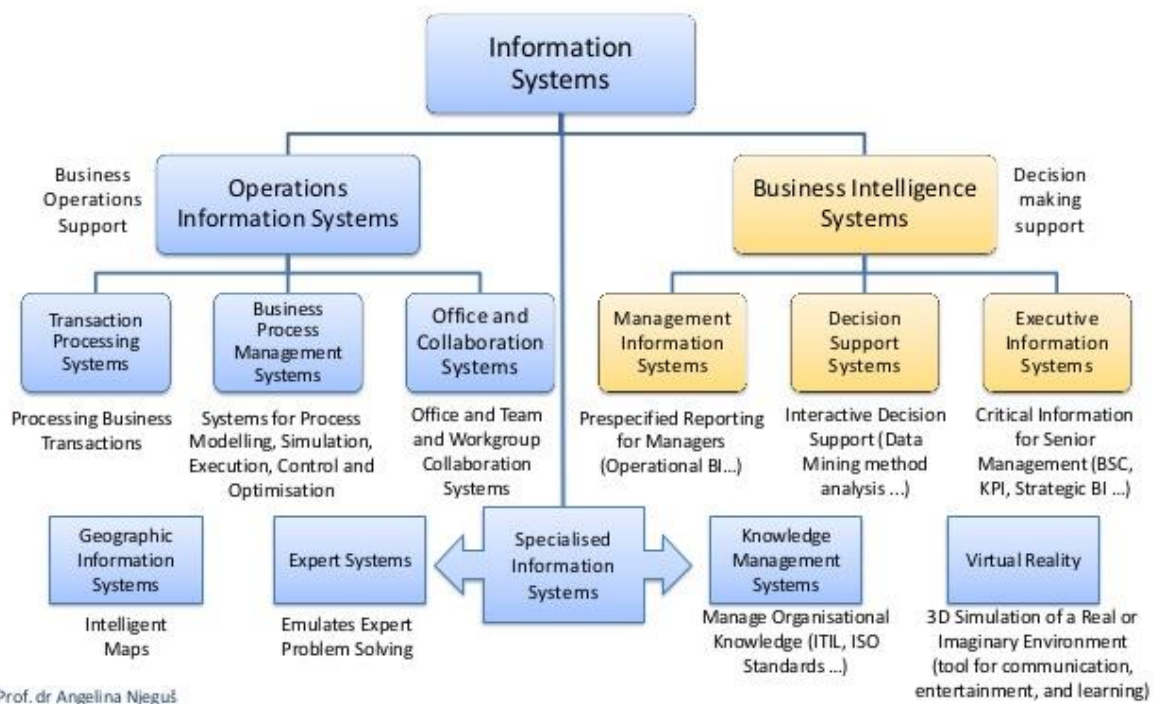 Information
Systems
Business
Operations
Support
Operations
Information Systems
Business Intelligence
Systems
Decision
making
support
Transaction
Processing
Systems
Business
Process
Management
Systems
Office and
Collaboration
Systems
Management
Information
Systems
Decision
Support
Systems
Executive
Information
Systems
Processing Business
Transactions
Systems for Process
Modelling, Simulation,
Execution, Control and
Optimisation
Office and Team
and Workgroup
Collaboration
Systems
Prespecified Reporting
for Managers
(Operational BI...)
Interactive Decision
Support (Data
Mining method
analysis ...)
Critical Information
for Senior
Management (BSC,
KPI, Strategic BI ...)
Geographic
Information
Systems
Expert Systems
Specialised
Information
Systems
Knowledge
Management
Systems
Virtual Reality
Intelligent
Maps
Emulates Expert
Problem Solving
Manage Organisational
Knowledge (ITIL, ISO
Standards ...)
3D Simulation of a Real or
Imaginary Environment
(tool for communication,
entertainment, and learning)
Prof. dr Angelina Njeguš